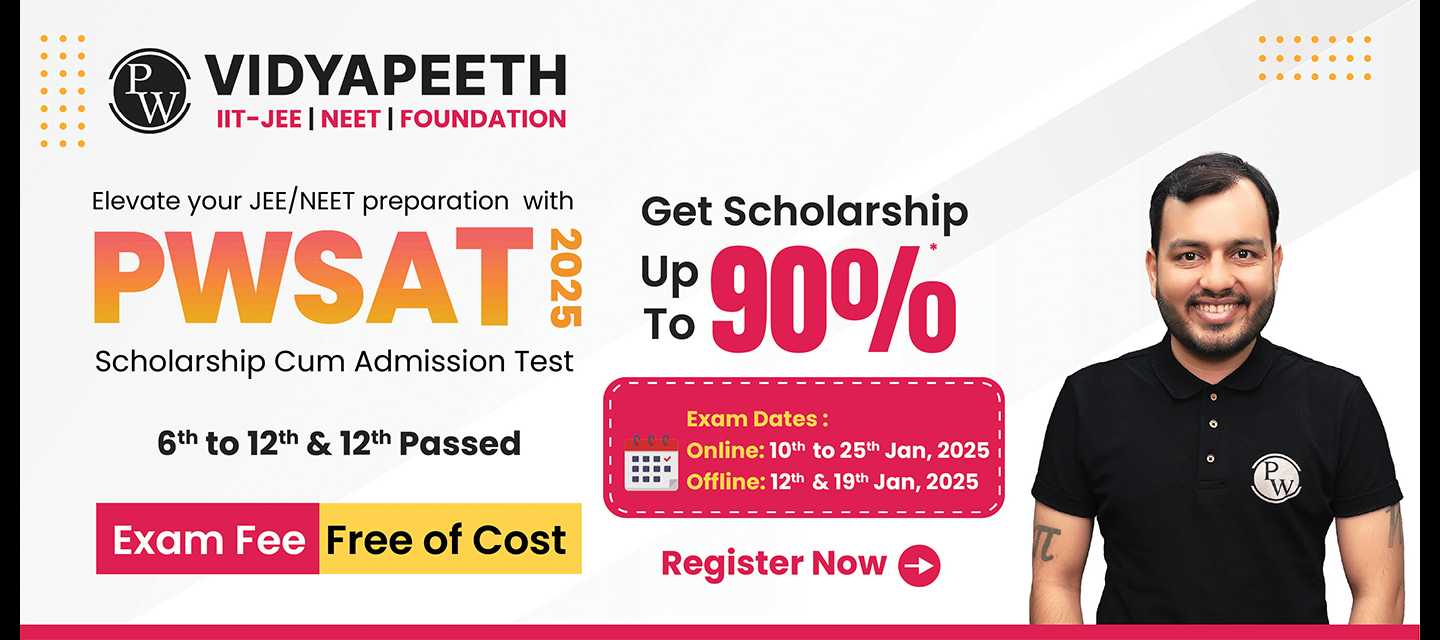 PW
VIDYAPEETH
IIT-JEE | NEET | FOUNDATION
Elevate your JEE/NEET preparation with
PWSAT 2025
Scholarship Cum Admission Test
6th to 12th & 12th Passed
Exam Fee Free of Cost
Get Scholarship
Up To 90%*
Exam Dates :
Online: 10th to 25th Jan, 2025
Offline: 12th & 19th Jan, 2025
Register Now
PW
π